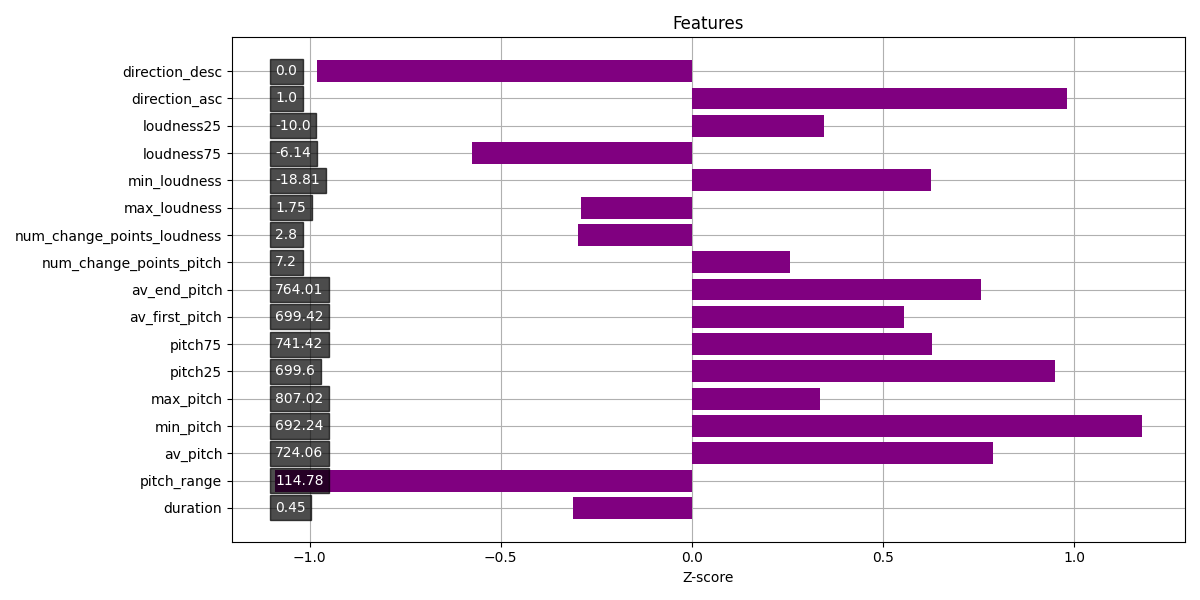 Features
direction_desc 0.0
direction_asc 1.0
loudness25 -10.0
loudness75 -6.14
min_loudness -18.81
max_loudness 1.75
num_change_points_loudness 2.8
num_change_points_pitch 7.2
av_end_pitch 764.01
av_first_pitch 699.42
pitch75 741.42
pitch25 699.6
max_pitch 807.02
min_pitch 692.24
av_pitch 724.06
pitch_range 114.78
duration 0.45
−1.0 −0.5 0.0 0.5 1.0
Z-score